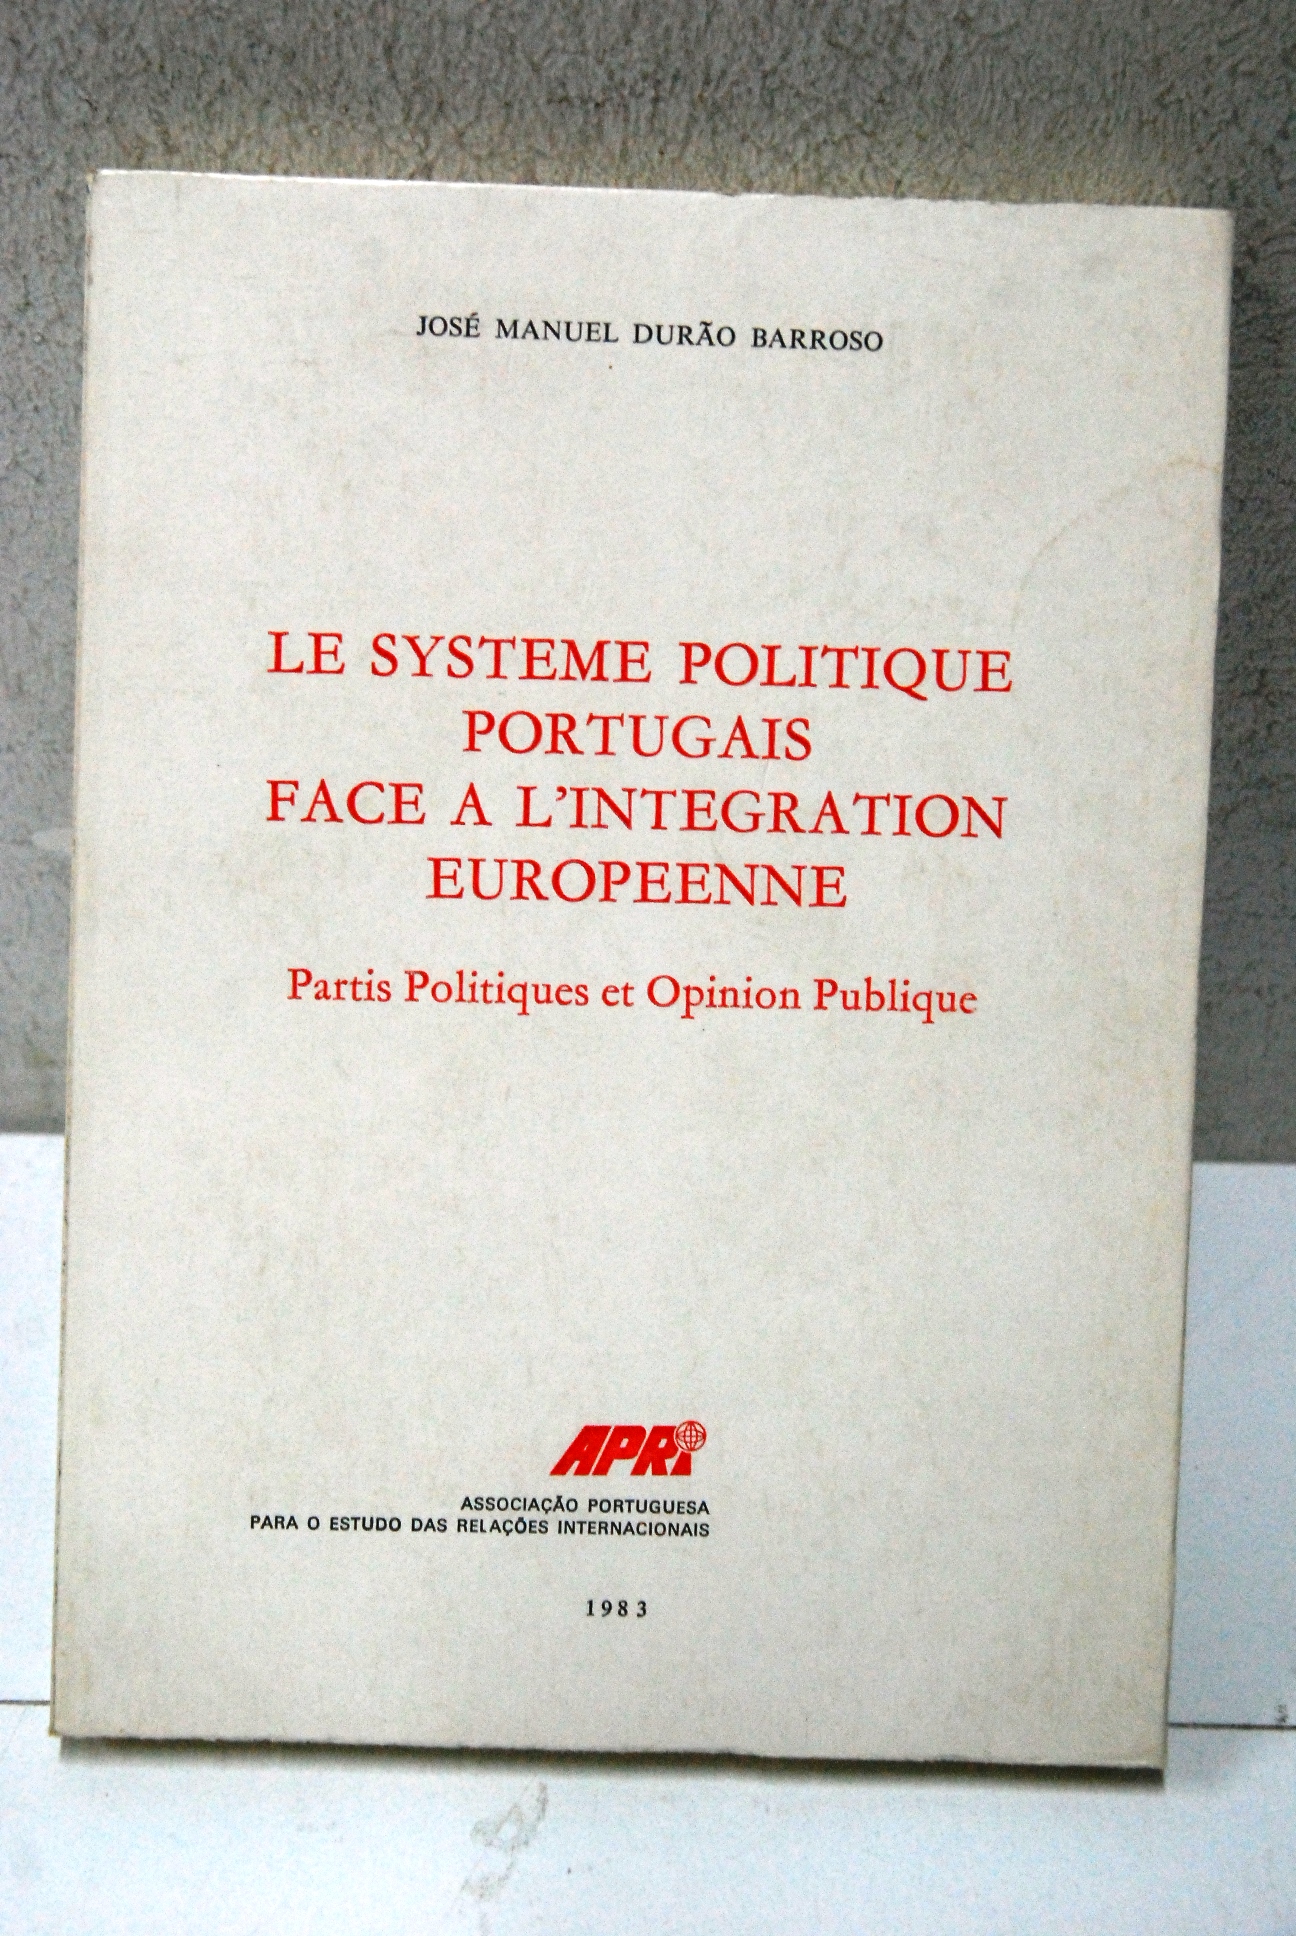 JOSÉ MANUEL DURÃO BARROSO
LE SYSTEME POLITIQUE
PORTUGAIS
FACE A L'INTEGRATION
EUROPEENNE
Partis Politiques et Opinion Publique
APRI
ASSOCIAÇÃO PORTUGUESA
PARA O ESTUDO DAS RELAÇÕES INTERNACIONAIS
1983